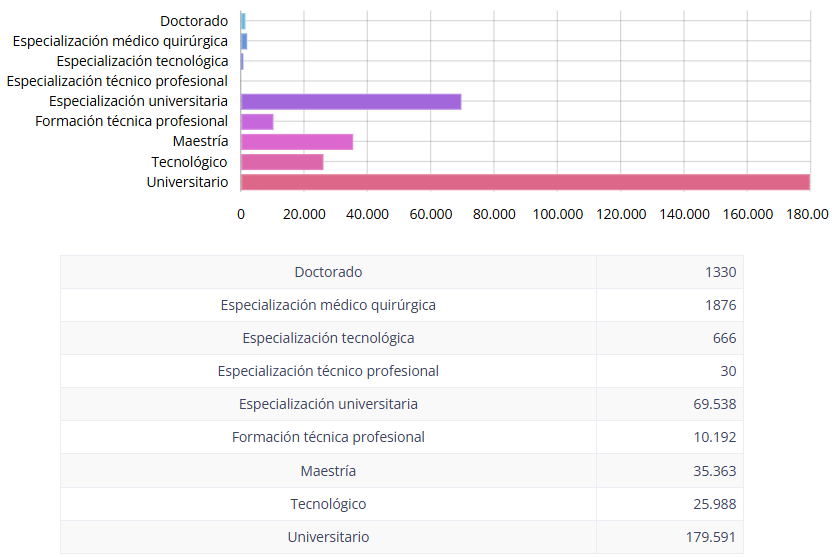 Doctorado
Especialización médico quirúrgica
Especialización tecnológica
Especialización técnico profesional
Especialización universitaria
Formación técnica profesional
Maestría
Tecnológico
Universitario
0 20.000 40.000 60.000 80.000 100.000 120.000 140.000 160.000 180.00
Doctorado 1330
Especialización médico quirúrgica 1876
Especialización tecnológica 666
Especialización técnico profesional 30
Especialización universitaria 69.538
Formación técnica profesional 10.192
Maestría 35.363
Tecnológico 25.988
Universitario 179.591